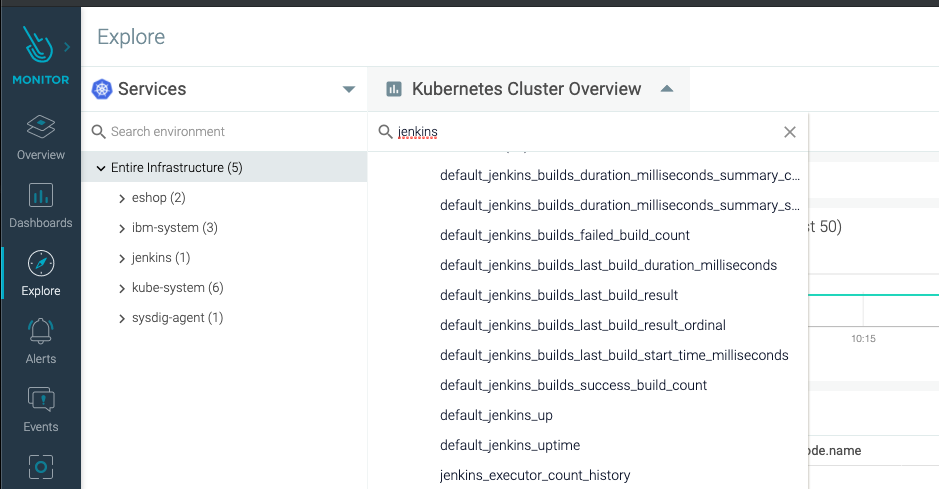 Explore
MONITOR
Overview
Dashboards
Explore
Alerts
Events
Services
Search environment
Entire Infrastructure (5)
eshop (2)
ibm-system (3)
jenkins (1)
kube-system (6)
sysdig-agent (1)
Kubernetes Cluster Overview
jenkins
default_jenkins_builds_duration_milliseconds_summary_c...
default_jenkins_builds_duration_milliseconds_summary_s...
default_jenkins_builds_failed_build_count
default_jenkins_builds_last_build_duration_milliseconds
default_jenkins_builds_last_build_result
default_jenkins_builds_last_build_result_ordinal
default_jenkins_builds_last_build_start_time_milliseconds
default_jenkins_builds_success_build_count
default_jenkins_up
default_jenkins_uptime
jenkins_executor_count_history
50)
10:15
ode.name